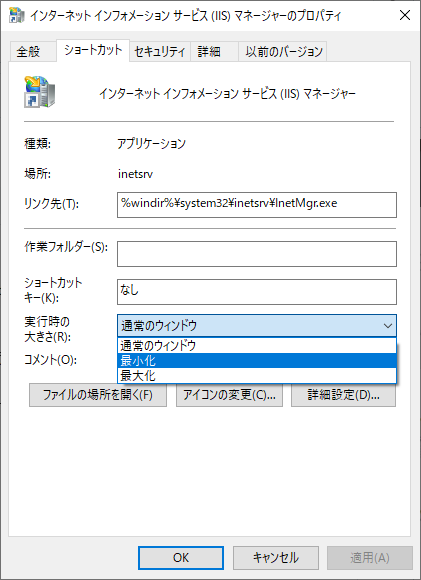 インターネット インフォメーション サービス (IIS) マネージャーのプロパティ
全般 ショートカット セキュリティ 詳細 以前のバージョン
インターネット インフォメーション サービス (IIS) マネージャー
種類: アプリケーション
場所: inetsrv
リンク先(T): %windir%¥system32¥inetsrv¥InetMgr.exe
作業フォルダー(S):
ショートカット
キー(K): なし
実行時の
大きさ(R): 通常のウィンドウ
通常のウィンドウ
コメント(O): 最小化
最大化
ファイルの場所を開く(F) アイコンの変更(C)... 詳細設定(D)...
OK キャンセル 適用(A)